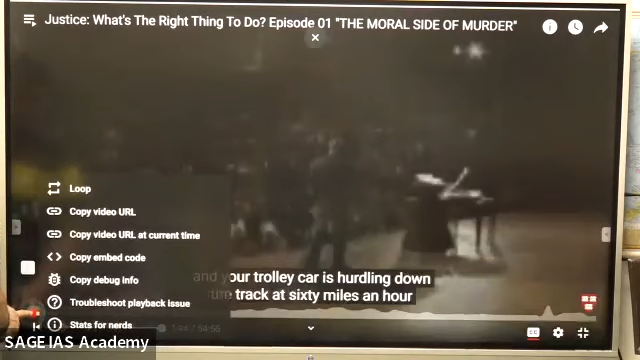 Justice: What's The Right Thing To Do? Episode 01 "THE MORAL SIDE OF MURDER"
Loop
Copy video URL
Copy video URL at current time
Copy embed code
Copy debug info
Troubleshoot playback issue
Stats for nerds
and your trolley car is hurdling down
track at sixty miles an hour
/ 54:56
SAGE IAS Academy